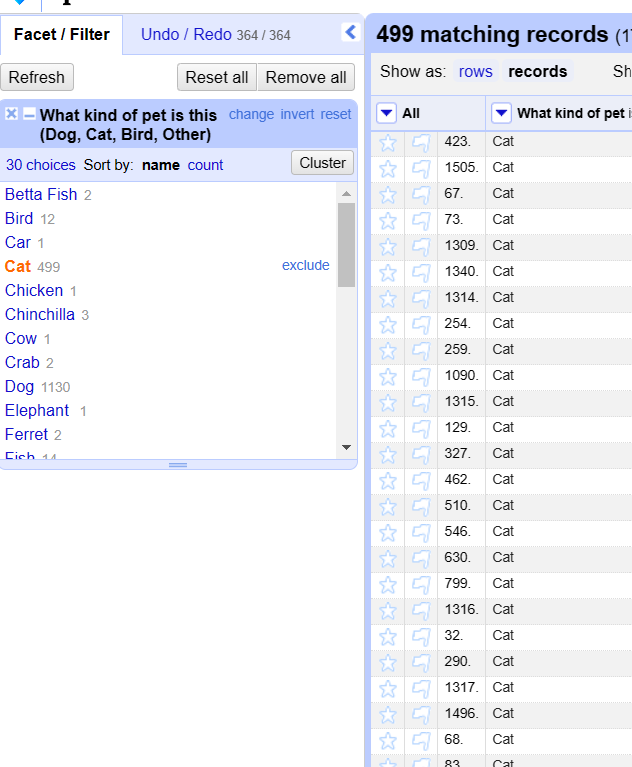 Facet / Filter
Undo / Redo 364 / 364
Refresh
Reset all
Remove all
What kind of pet is this (Dog, Cat, Bird, Other)
change invert reset
30 choices Sort by: name count
Cluster
Betta Fish 2
Bird 12
Car 1
Cat 499
exclude
Chicken 1
Chinchilla 3
Cow 1
Crab 2
Dog 1130
Elephant 1
Ferret 2
Fish 14
499 matching records (1
Show as: rows records
Sh
All
What kind of pet i
423. Cat
1505. Cat
67. Cat
73. Cat
1309. Cat
1340. Cat
1314. Cat
254. Cat
259. Cat
1090. Cat
1315. Cat
129. Cat
327. Cat
462. Cat
510. Cat
546. Cat
630. Cat
799. Cat
1316. Cat
32. Cat
290. Cat
1317. Cat
1496. Cat
68. Cat
83. Cat